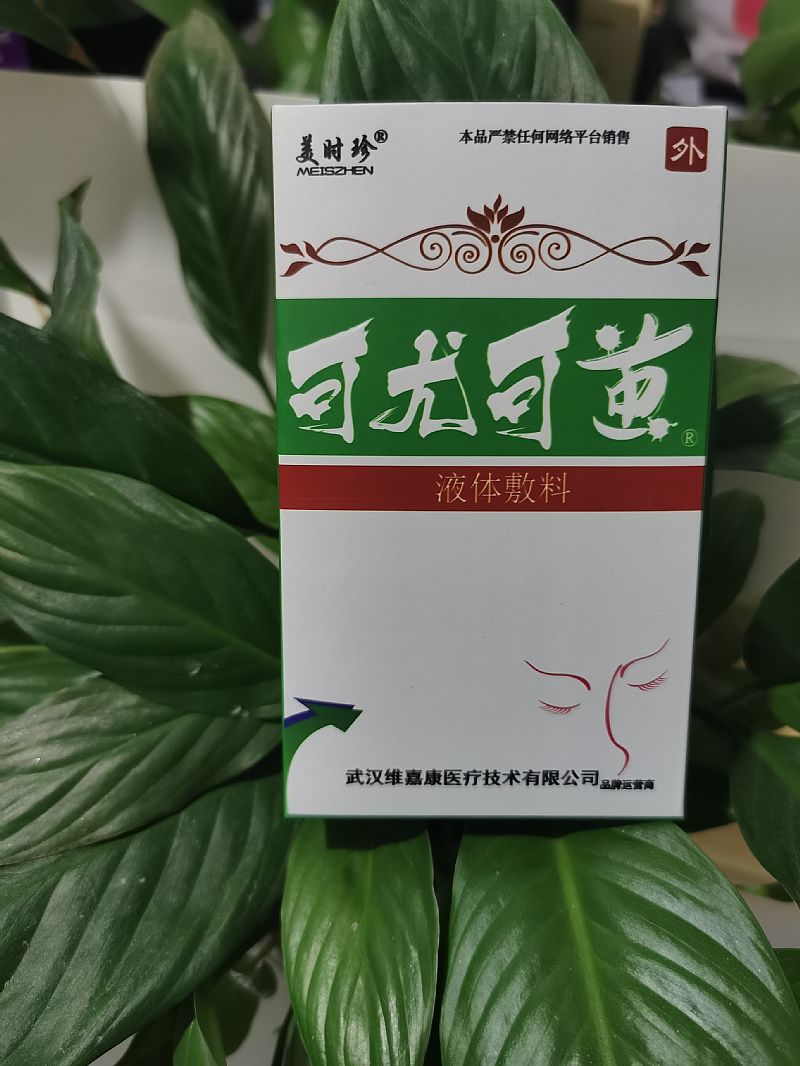 美时珍®
MEISZHEN
本品严禁任何网络平台销售
外
可尤可茧®
液体敷料
武汉维嘉康医疗技术有限公司品牌运营商